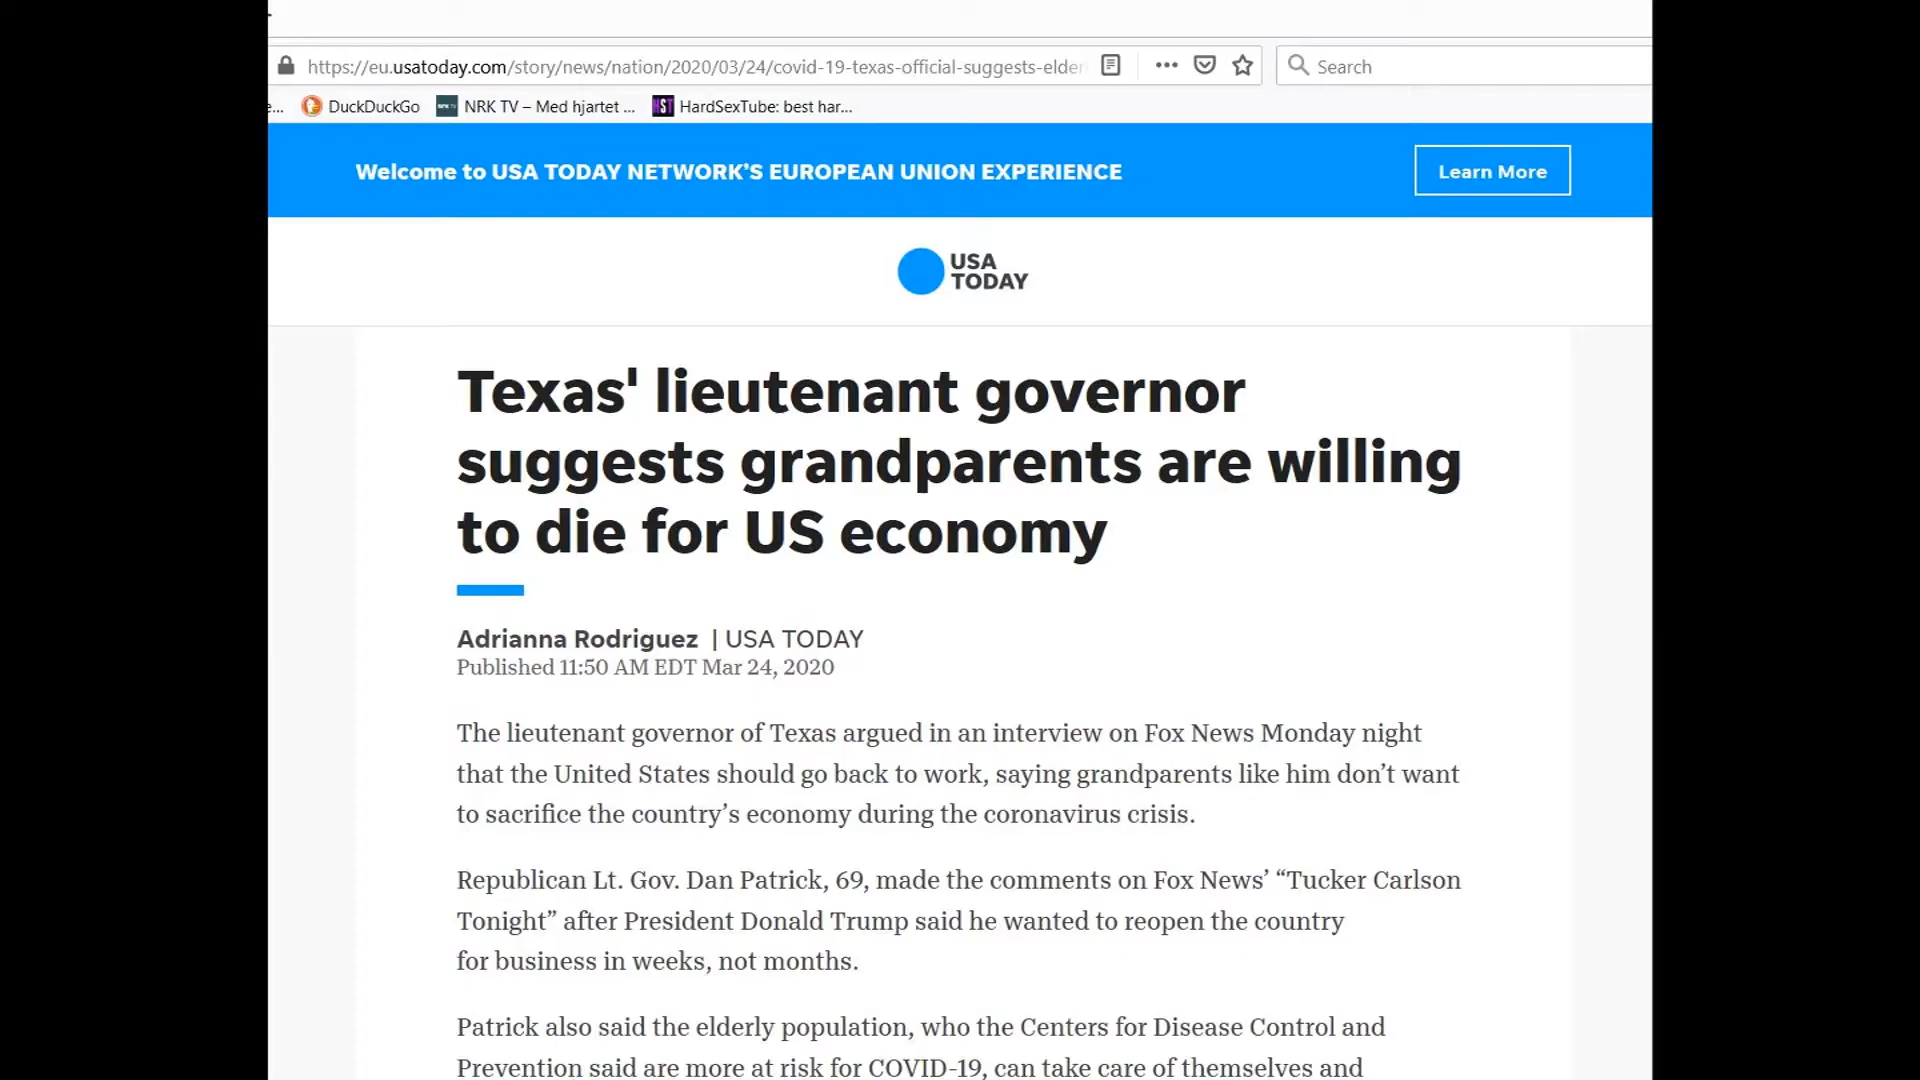 https://eu.usatoday.com/story/news/nation/2020/03/24/covid-19-texas-official-suggests-elder
Search
e... DuckDuckGo NRK TV – Med hjartet ... HST HardSexTube: best har...
Welcome to USA TODAY NETWORK'S EUROPEAN UNION EXPERIENCE
Learn More
USA
TODAY
Texas' lieutenant governor
suggests grandparents are willing
to die for US economy
Adrianna Rodriguez | USA TODAY
Published 11:50 AM EDT Mar 24, 2020
The lieutenant governor of Texas argued in an interview on Fox News Monday night
that the United States should go back to work, saying grandparents like him don’t want
to sacrifice the country’s economy during the coronavirus crisis.
Republican Lt. Gov. Dan Patrick, 69, made the comments on Fox News’ “Tucker Carlson
Tonight” after President Donald Trump said he wanted to reopen the country
for business in weeks, not months.
Patrick also said the elderly population, who the Centers for Disease Control and
Prevention said are more at risk for COVID-19, can take care of themselves and